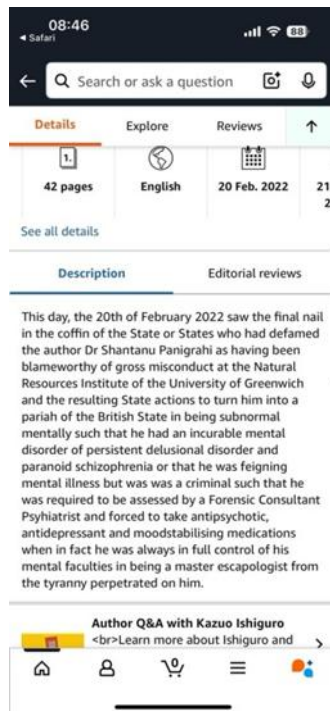 08:46
Safari
88
Search or ask a question
Details Explore Reviews
1.
42 pages English 20 Feb. 2022 21
2
See all details
Description Editorial reviews
This day, the 20th of February 2022 saw the final nail
in the coffin of the State or States who had defamed
the author Dr Shantanu Panigrahi as having been
blameworthy of gross misconduct at the Natural
Resources Institute of the University of Greenwich
and the resulting State actions to turn him into a
pariah of the British State in being subnormal
mentally such that he had an incurable mental
disorder of persistent delusional disorder and
paranoid schizophrenia or that he was feigning
mental illness but was was a criminal such that he
was required to be assessed by a Forensic Consultant
Psyhiatrist and forced to take antipsychotic,
antidepressant and moodstabilising medications
when in fact he was always in full control of his
mental faculties in being a master escapologist from
the tyranny perpetrated on him.
Author Q&A with Kazuo Ishiguro
<br>Learn more about Ishiguro and
0